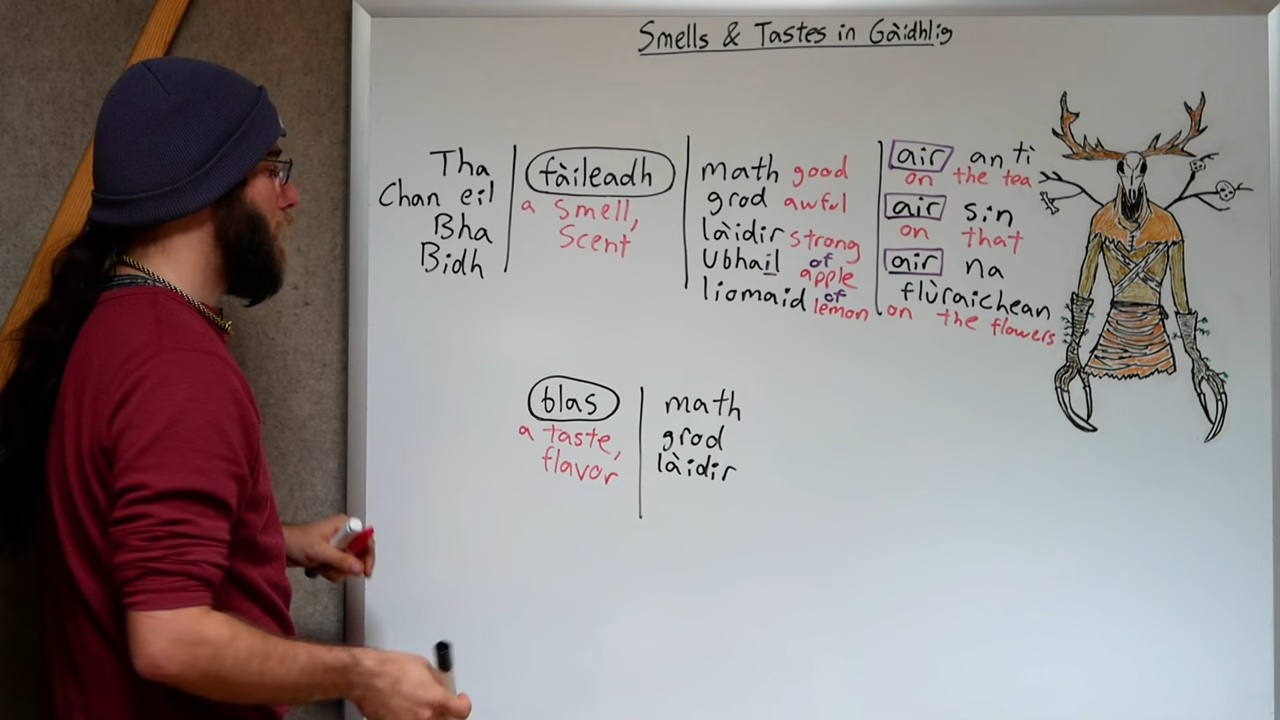 Smells & Tastes in Gàidhlig
Tha
Chan eil
Bha
Bidh
fàileadh
a smell,
scent
math good
grod awful
làidir strong
ubhail of apple
liomaid of lemon
air an tì
on the tea
air sin
on that
air na
flùraichean
on the flowers
blas
a taste,
flavor
math
grod
làidir